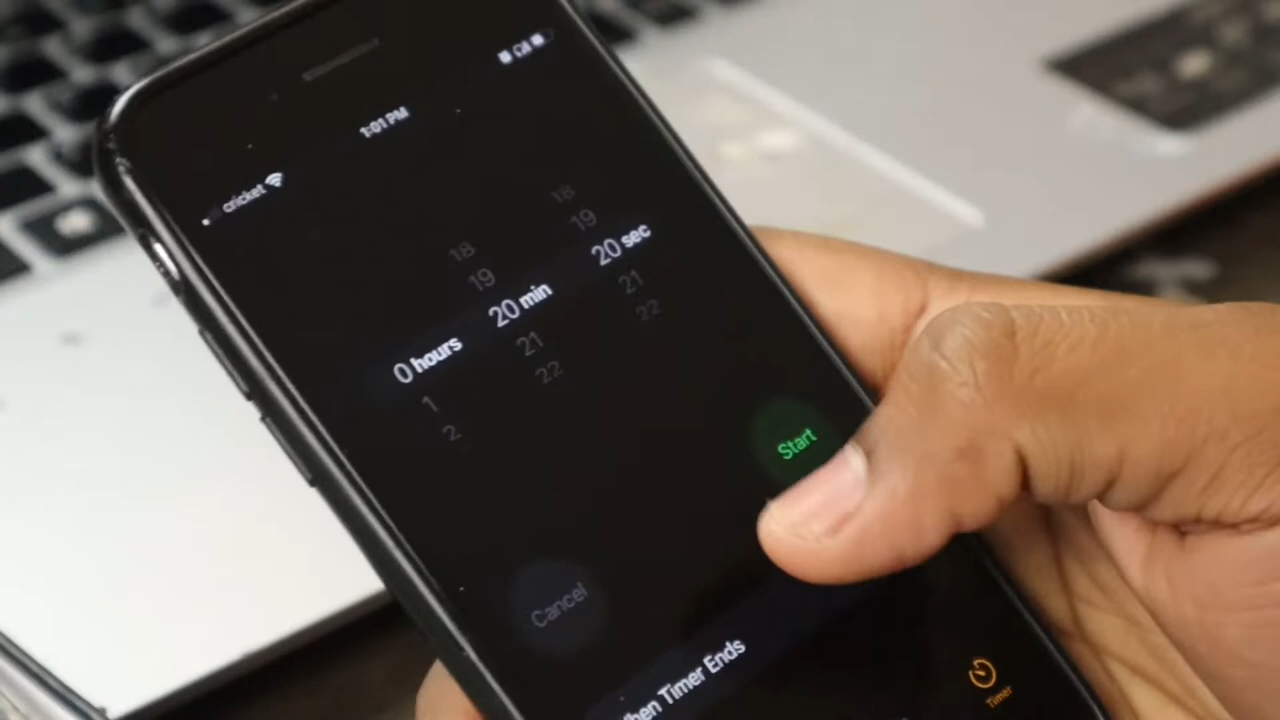 1:01 PM
cricket
18 18
19 19
0 hours 20 min 20 sec
1 21 21
2 22 22
Cancel Start
hen Timer Ends
Timer